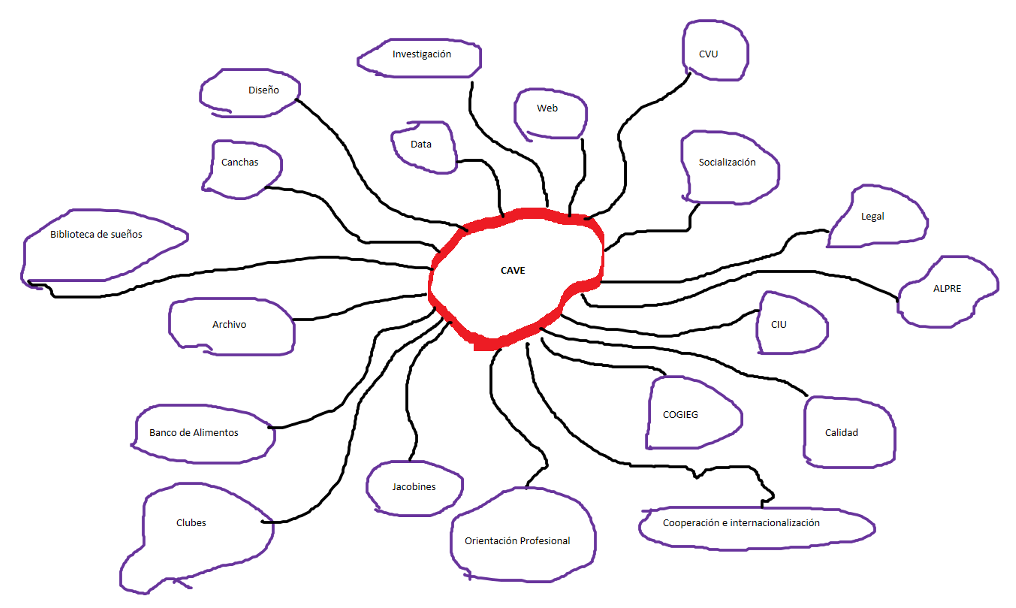 Investigación
CVU
Diseño
Web
Data
Canchas
Socialización
Legal
Biblioteca de sueños
CAVE
ALPRE
Archivo
CIU
COGIEG
Banco de Alimentos
Calidad
Jacobines
Clubes
Cooperación e internacionalización
Orientación Profesional